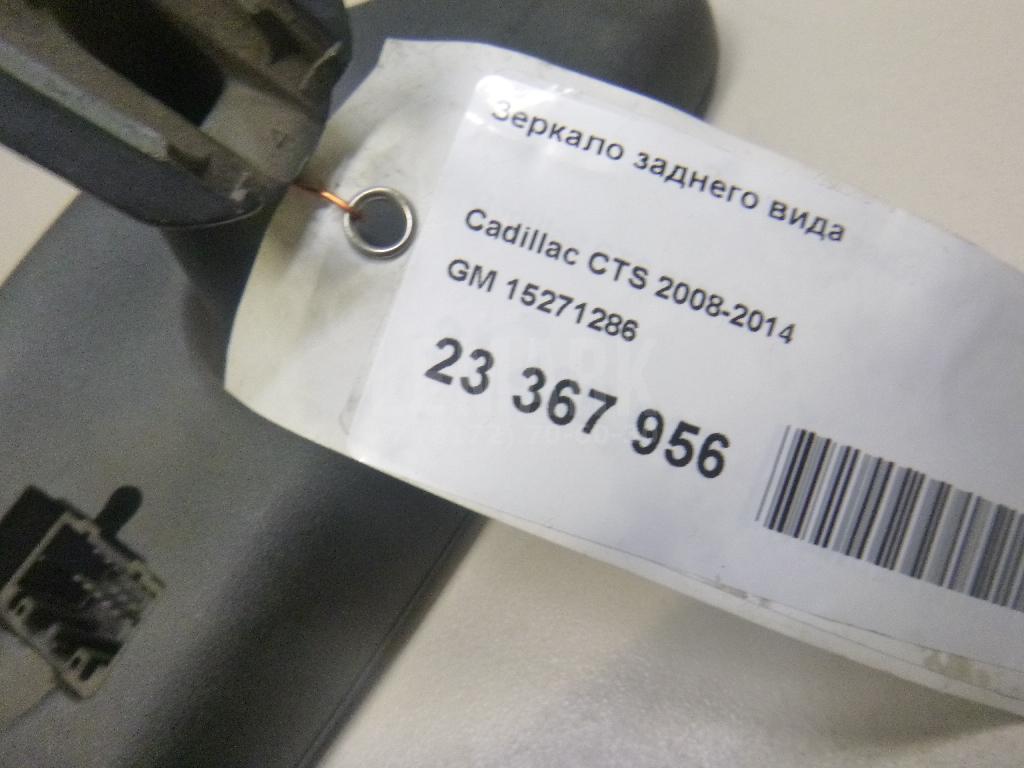 Зеркало заднего вида
Cadillac CTS 2008-2014
GM 15271286
23 367 956